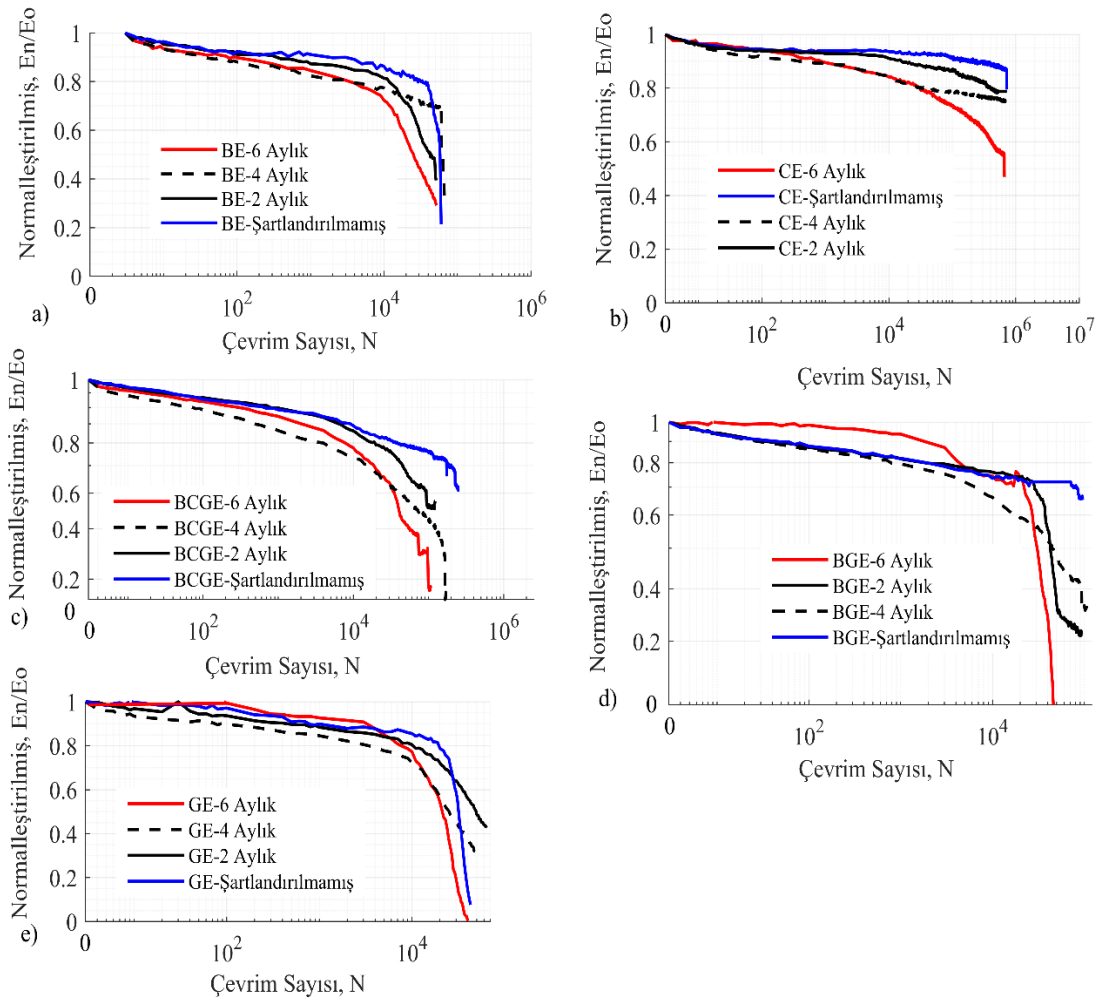 Normalleştirilmiş, En/Eo
1
0.8
0.6
0.4
0.2
0
BE-6 Aylık
BE-4 Aylık
BE-2 Aylık
BE-Şartlandırılmamış
0
10^2
10^4
10^6
a)
Çevrim Sayısı, N
Normalleştirilmiş, En/Eo
1
0.8
0.6
0.4
0.2
0
CE-6 Aylık
CE-Şartlandırılmamış
CE-4 Aylık
CE-2 Aylık
0
10^2
10^4
10^6
10^7
b)
Çevrim Sayısı, N
Normalleştirilmiş, En/Eo
1
0.8
0.6
0.4
0.2
0
BCGE-6 Aylık
BCGE-4 Aylık
BCGE-2 Aylık
BCGE-Şartlandırılmamış
0
10^2
10^4
10^6
c)
Çevrim Sayısı, N
Normalleştirilmiş, En/Eo
1
0.8
0.6
0.4
0.2
0
BGE-6 Aylık
BGE-2 Aylık
BGE-4 Aylık
BGE-Şartlandırılmamış
0
10^2
10^4
d)
Çevrim Sayısı, N
Normalleştirilmiş, En/Eo
1
0.8
0.6
0.4
0.2
0
GE-6 Aylık
GE-4 Aylık
GE-2 Aylık
GE-Şartlandırılmamış
0
10^2
10^4
e)
Çevrim Sayısı, N